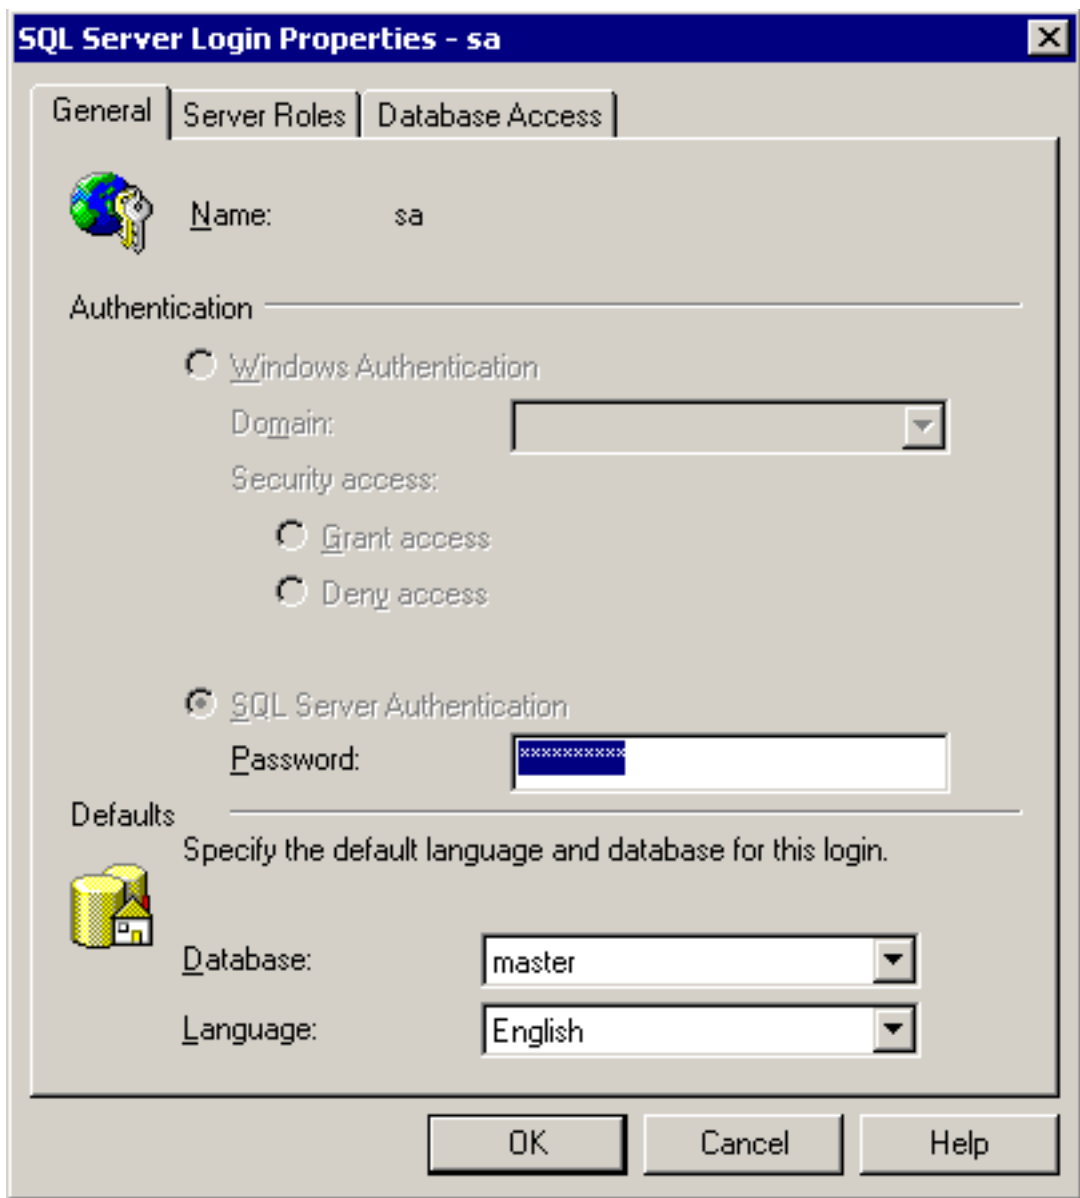 SQL Server Login Properties - sa
General Server Roles Database Access
Name: sa
Authentication
Windows Authentication
Domain:
Security access:
Grant access
Deny access
SQL Server Authentication
Password: **********
Defaults
Specify the default language and database for this login.
Database: master
Language: English
OK Cancel Help